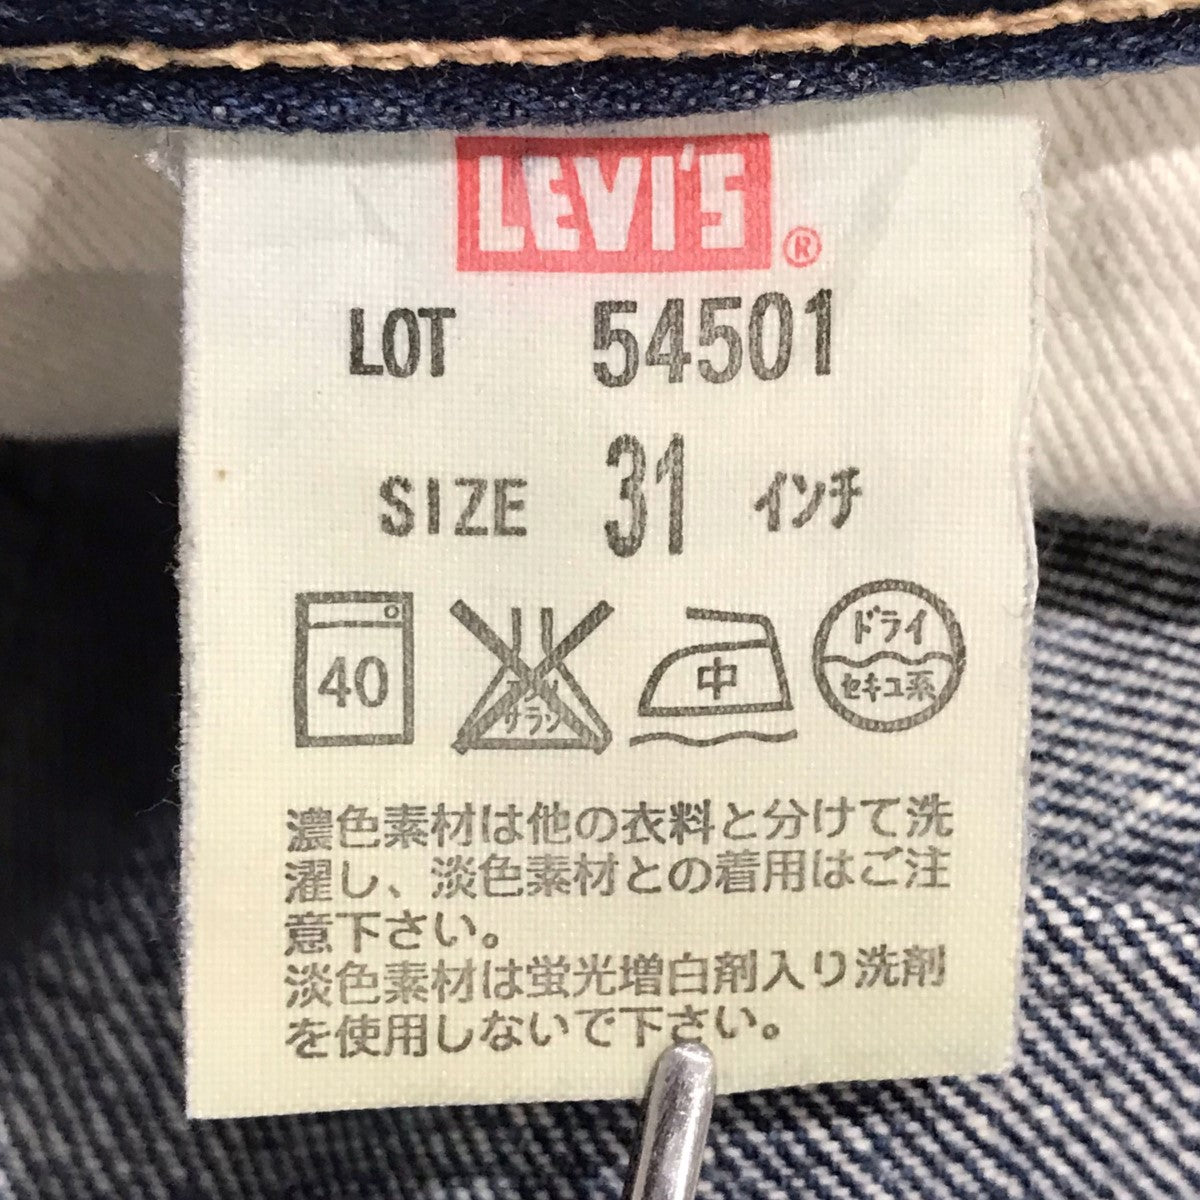 LEVI'S ®
LOT 54501
SIZE 31 インチ
40
サラシ
中
ドライ
セキユ系
濃色素材は他の衣料と分けて洗
濯し、淡色素材との着用はご注
意下さい。
淡色素材は蛍光増白剤入り洗剤
を使用しないで下さい。